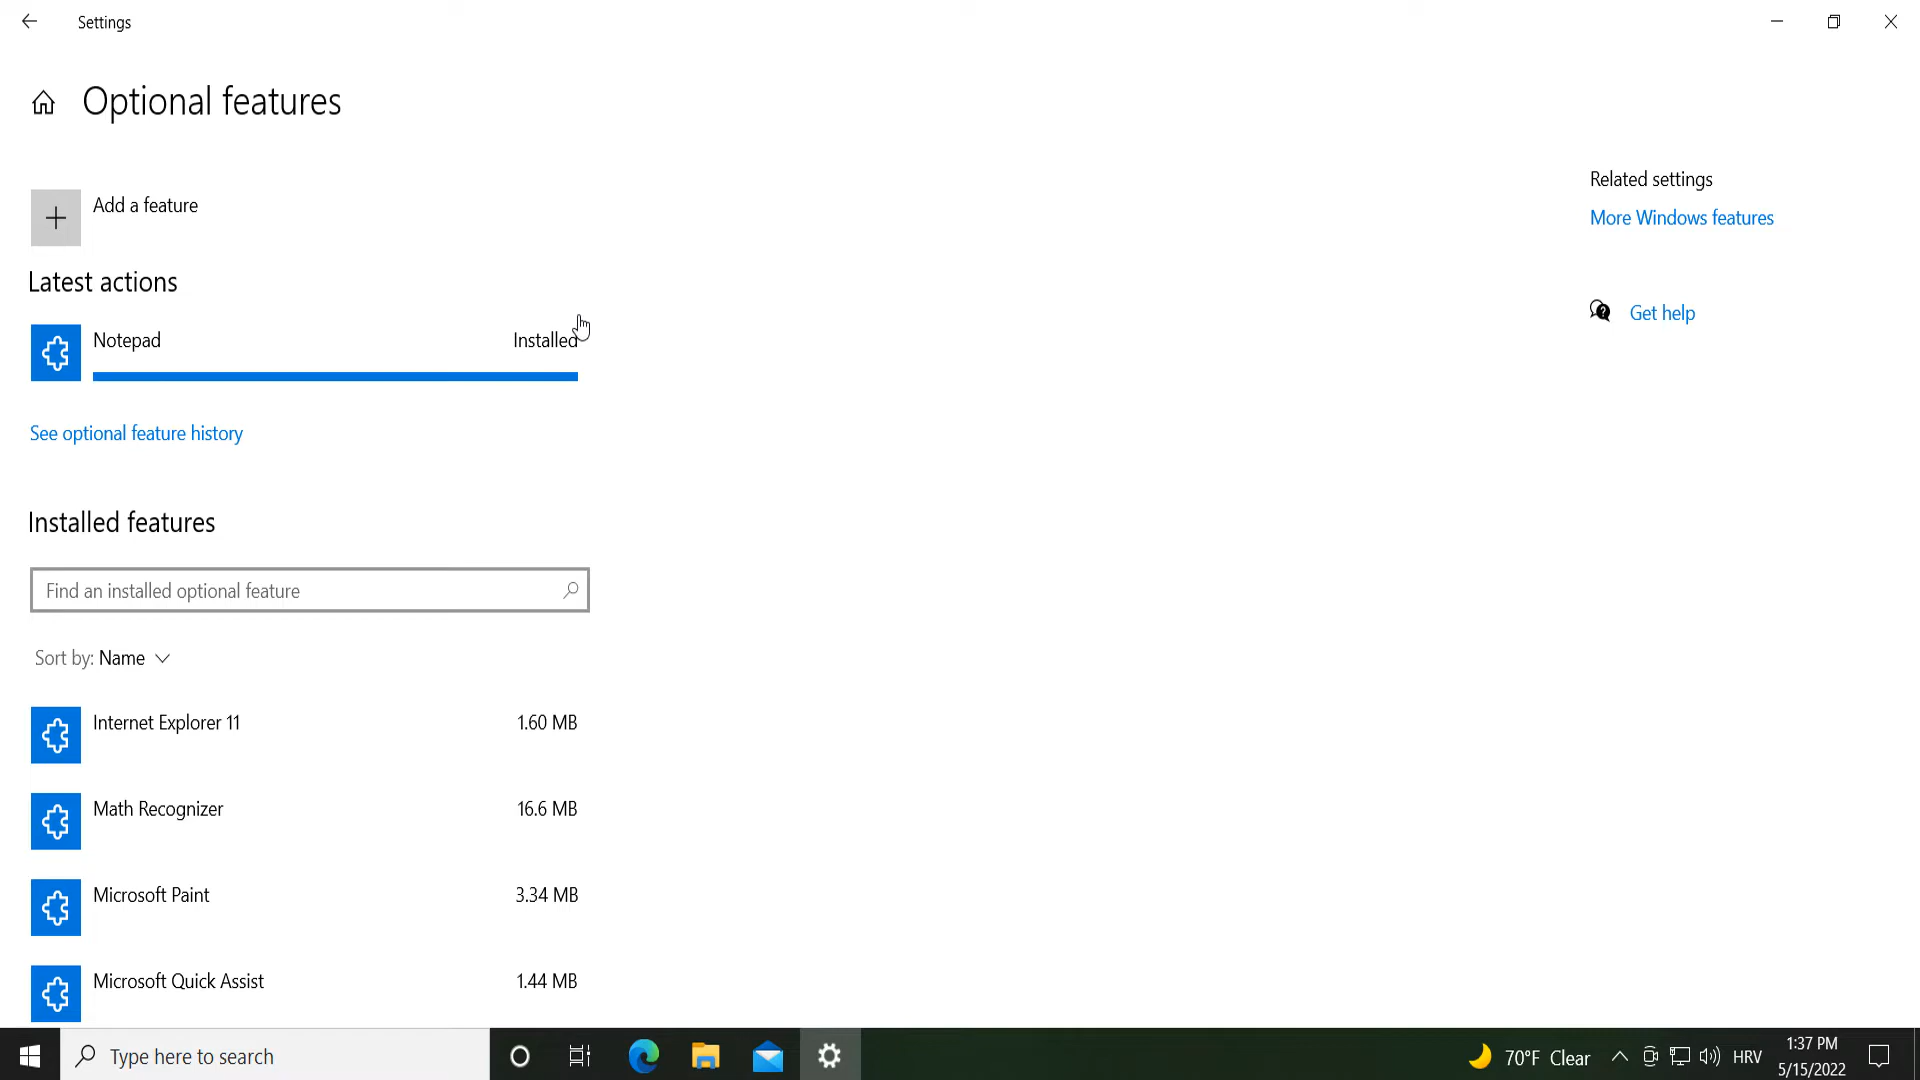 Settings
Optional features
Add a feature
Latest actions
Notepad Installed
See optional feature history
Installed features
Find an installed optional feature
Sort by: Name
Internet Explorer 11 1.60 MB
Math Recognizer 16.6 MB
Microsoft Paint 3.34 MB
Microsoft Quick Assist 1.44 MB
Related settings
More Windows features
Get help
Type here to search
70°F Clear
HRV
1:37 PM
5/15/2022